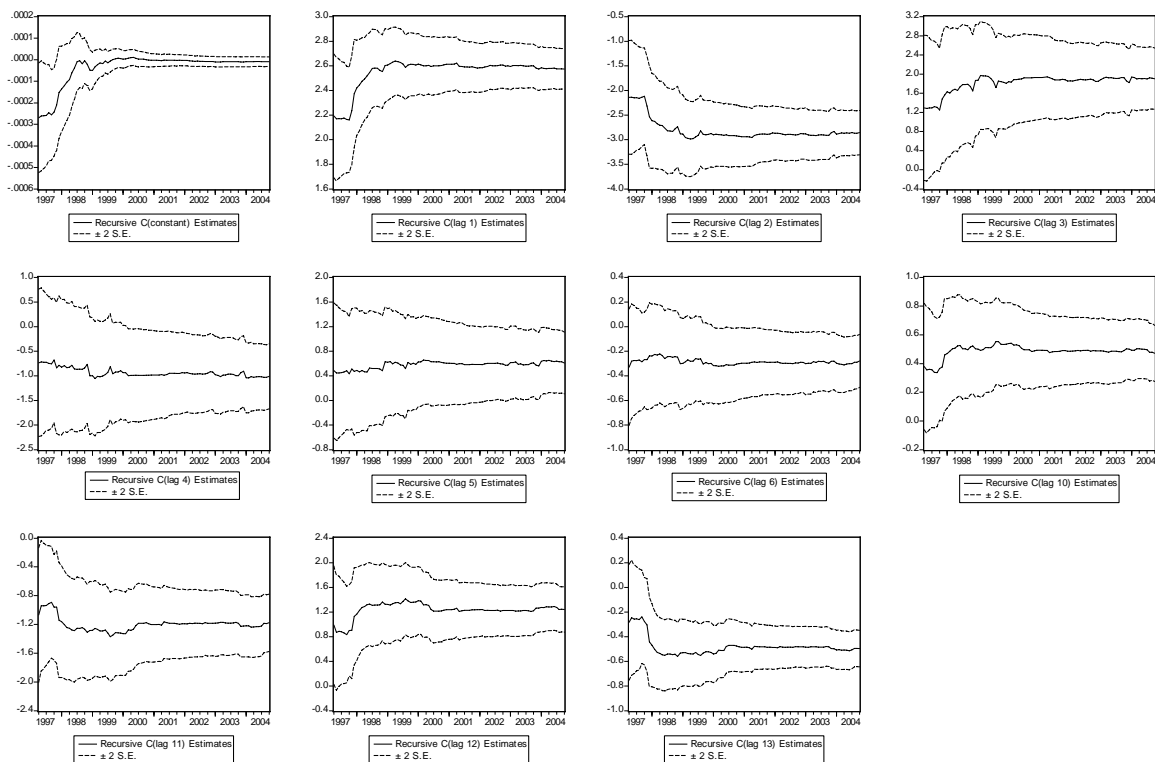 .0002
.0001
.0000
-.0001
-.0002
-.0003
-.0004
-.0005
-.0006
1997 1998 1999 2000 2001 2002 2003 2004
Recursive C(constant) Estimates
± 2 S.E.
3.0
2.8
2.6
2.4
2.2
2.0
1.8
1.6
1997 1998 1999 2000 2001 2002 2003 2004
Recursive C(lag 1) Estimates
± 2 S.E.
-0.5
-1.0
-1.5
-2.0
-2.5
-3.0
-3.5
-4.0
1997 1998 1999 2000 2001 2002 2003 2004
Recursive C(lag 2) Estimates
± 2 S.E.
3.2
2.8
2.4
2.0
1.6
1.2
0.8
0.4
0.0
-0.4
1997 1998 1999 2000 2001 2002 2003 2004
Recursive C(lag 3) Estimates
± 2 S.E.
1.0
0.5
0.0
-0.5
-1.0
-1.5
-2.0
-2.5
1997 1998 1999 2000 2001 2002 2003 2004
Recursive C(lag 4) Estimates
± 2 S.E.
2.0
1.6
1.2
0.8
0.4
0.0
-0.4
-0.8
1997 1998 1999 2000 2001 2002 2003 2004
Recursive C(lag 5) Estimates
± 2 S.E.
0.4
0.2
0.0
-0.2
-0.4
-0.6
-0.8
-1.0
1997 1998 1999 2000 2001 2002 2003 2004
Recursive C(lag 6) Estimates
± 2 S.E.
1.0
0.8
0.6
0.4
0.2
0.0
-0.2
1997 1998 1999 2000 2001 2002 2003 2004
Recursive C(lag 10) Estimates
± 2 S.E.
0.0
-0.4
-0.8
-1.2
-1.6
-2.0
-2.4
1997 1998 1999 2000 2001 2002 2003 2004
Recursive C(lag 11) Estimates
± 2 S.E.
2.4
2.0
1.6
1.2
0.8
0.4
0.0
-0.4
1997 1998 1999 2000 2001 2002 2003 2004
Recursive C(lag 12) Estimates
± 2 S.E.
0.4
0.2
0.0
-0.2
-0.4
-0.6
-0.8
-1.0
1997 1998 1999 2000 2001 2002 2003 2004
Recursive C(lag 13) Estimates
± 2 S.E.